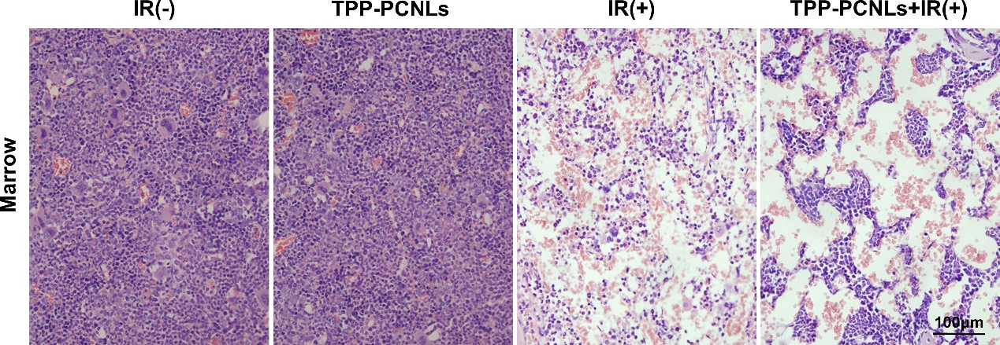 IR(-)
TPP-PCNLs
IR(+)
TPP-PCNLs+IR(+)
Marrow
100μm